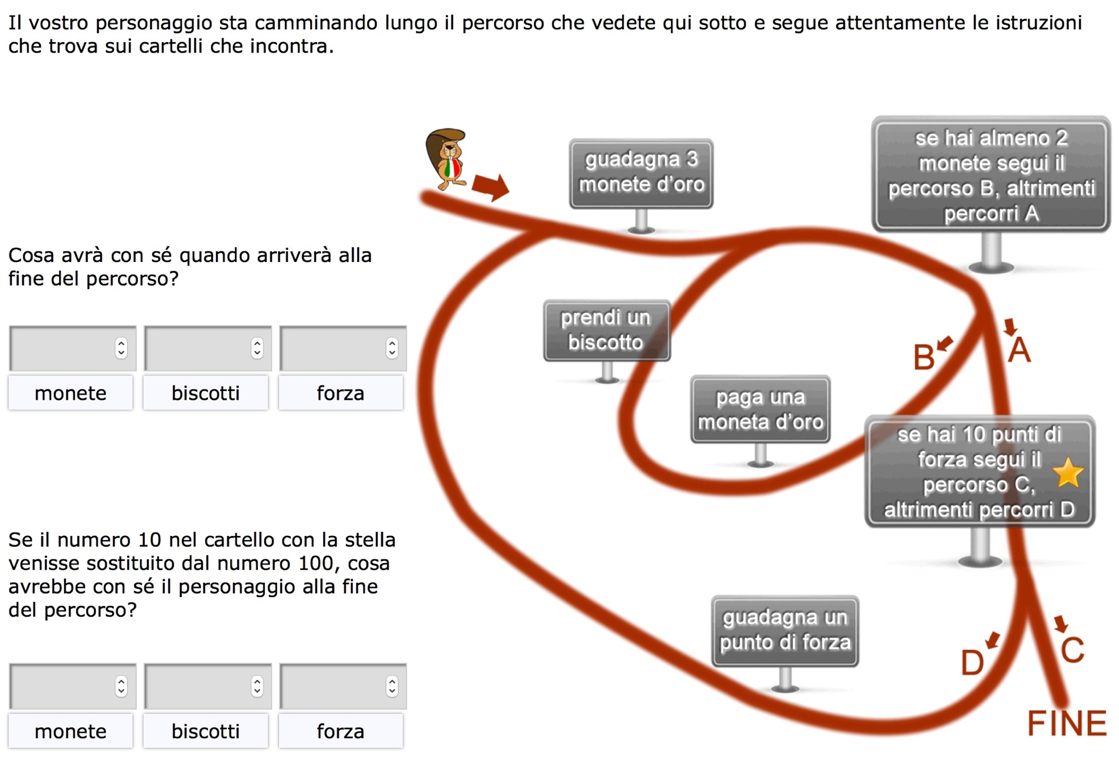 Il vostro personaggio sta camminando lungo il percorso che vedete qui sotto e segue attentamente le istruzioni
che trova sui cartelli che incontra.
guadagna 3
monete d'oro
se hai almeno 2
monete segui il
percorso B, altrimenti
percorri A
Cosa avrà con sé quando arriverà alla
fine del percorso?
monete
biscotti
forza
prendi un
biscotto
paga una
moneta d'oro
B
A
se hai 10 punti di
forza segui il
percorso C,
altrimenti percorri D
Se il numero 10 nel cartello con la stella
venisse sostituito dal numero 100, cosa
avrebbe con sé il personaggio alla fine
del percorso?
monete
biscotti
forza
guadagna un
punto di forza
D
C
FINE